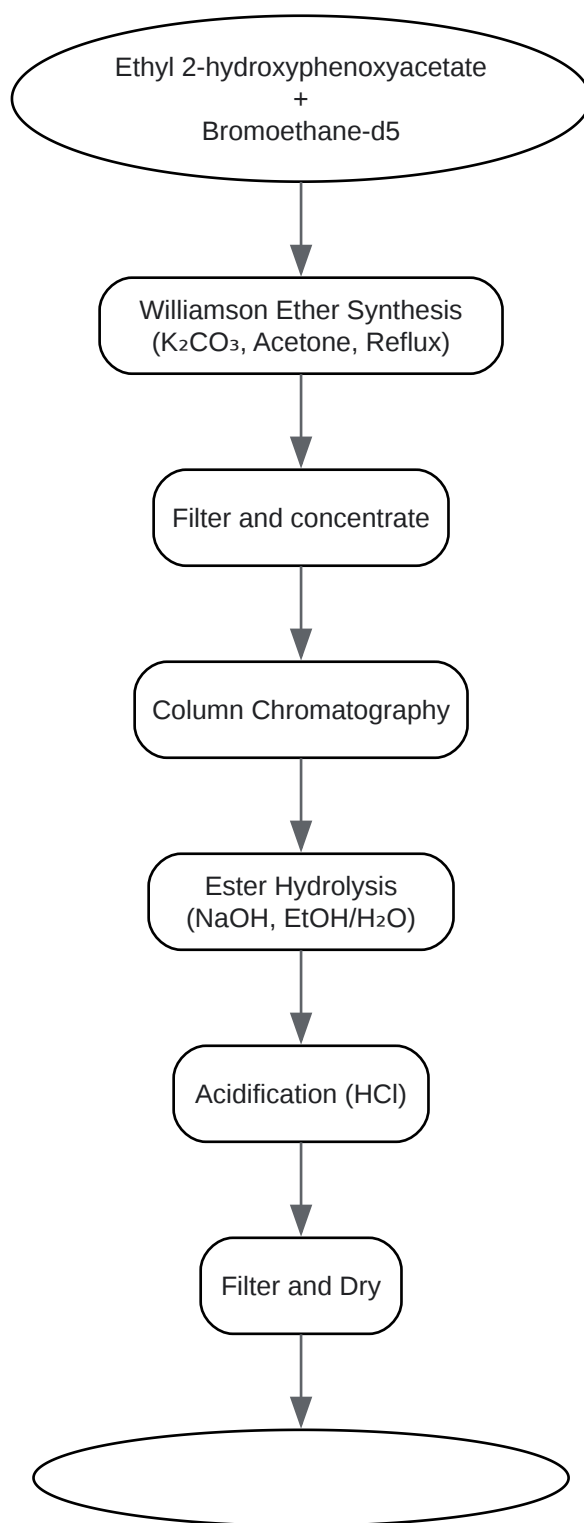 Ethyl 2-hydroxyphenoxyacetate
+
Bromoethane-d5
Williamson Ether Synthesis
(K₂CO₃, Acetone, Reflux)
Filter and concentrate
Column Chromatography
Ester Hydrolysis
(NaOH, EtOH/H₂O)
Acidification (HCl)
Filter and Dry